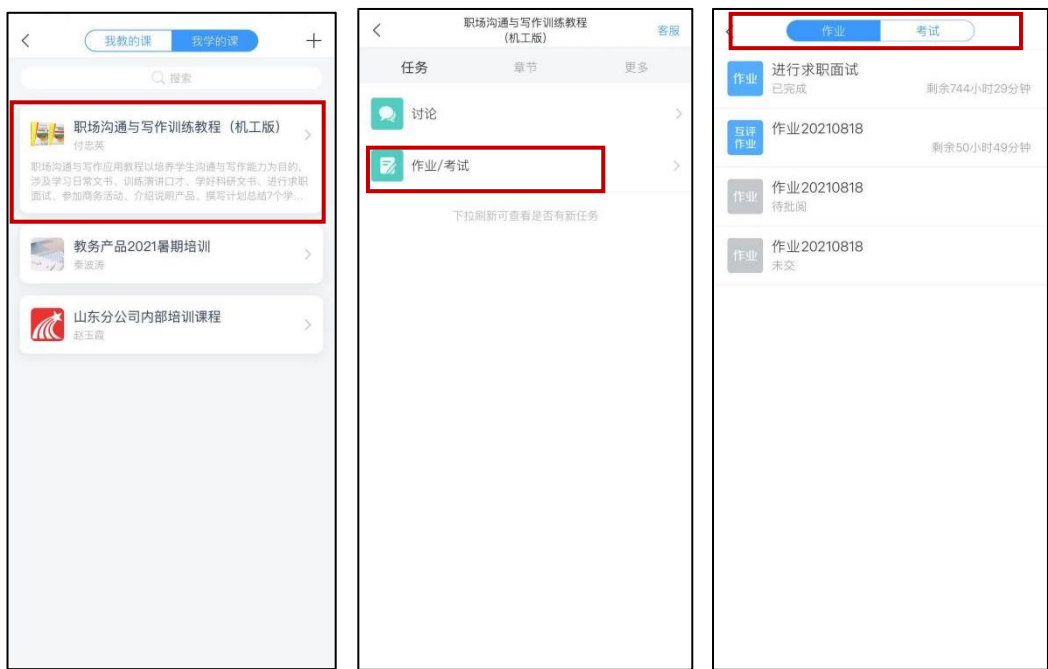 我教的课
我学的课
搜索
职场沟通与写作训练教程（机工版）
付忠英
职场沟通与写作应用教程以培养学生沟通与写作能力为目的,
涉及学习日常文书、训练演讲口才、学好科研文书、进行求职
面试、参加商务活动、介绍说明产品、撰写计划总结7个学...
教务产品2021暑期培训
秦波涛
山东分公司内部培训课程
赵玉霞
职场沟通与写作训练教程
(机工版)
客服
任务
章节
更多
讨论
作业/考试
下拉刷新可查看是否有新任务
作业
考试
作业
进行求职面试
已完成
剩余744小时29分钟
互评
作业
作业20210818
剩余50小时49分钟
作业
作业20210818
待批阅
作业
作业20210818
未交